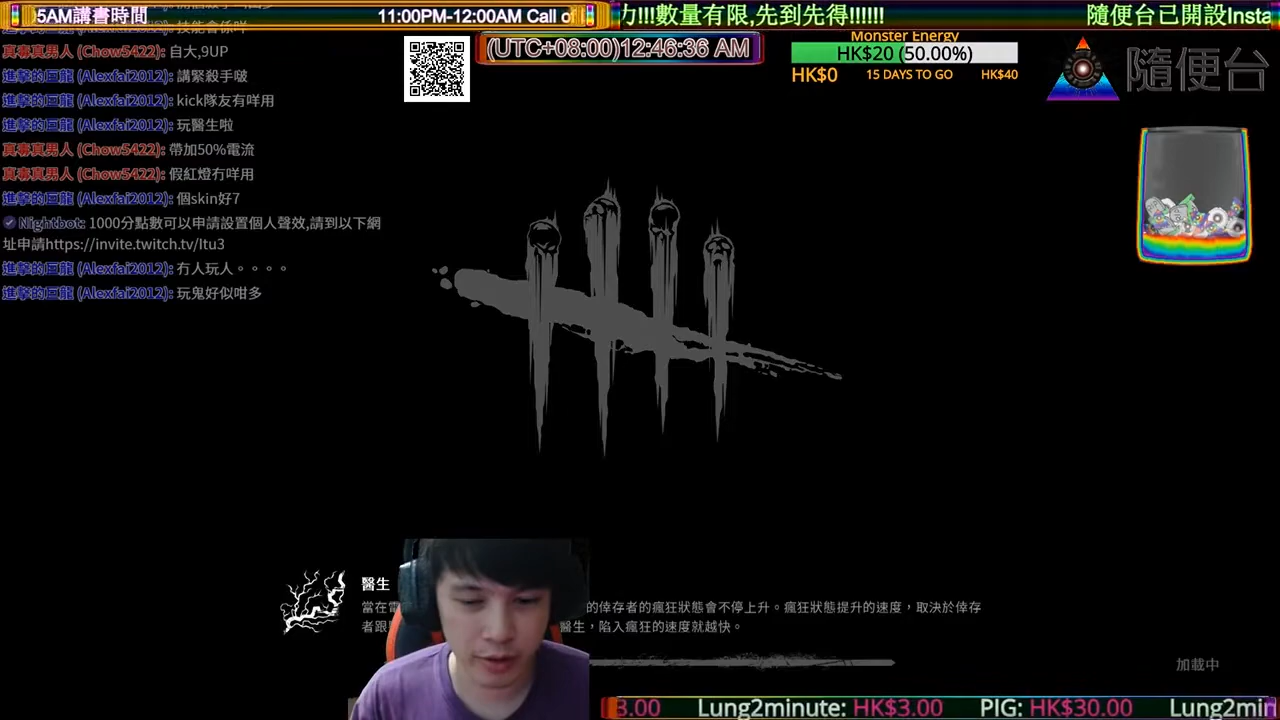 5AM講書時間
11:00PM-12:00AM Call of
力!!!數量有限,先到先得!!!!!!
隨便台已開設Insta
真毒真男人 (Chow5422): 自大,9UP
進擊的巨龍 (Alexfai2012): 講緊殺手啵
進擊的巨龍 (Alexfai2012): kick隊友有咩用
進擊的巨龍 (Alexfai2012): 玩醫生啦
真毒真男人 (Chow5422): 帶加50%電流
真毒真男人 (Chow5422): 假紅燈冇咩用
進擊的巨龍 (Alexfai2012): 個skin好7
Nightbot: 1000分點數可以申請設置個人聲效,請到以下網
址申請https://invite.twitch.tv/Itu3
進擊的巨龍 (Alexfai2012): 冇人玩人。。。。
進擊的巨龍 (Alexfai2012): 玩鬼好似咁多
(UTC+08:00)12:46:36 AM
Monster Energy
HK$20 (50.00%)
HK$0 15 DAYS TO GO HK$40
隨便台
醫生
當在電
的倖存者的瘋狂狀態會不停上升。瘋狂狀態提升的速度，取決於倖存
者跟
醫生，陷入瘋狂的速度就越快。
加載中
3.00 Lung2minute: HK$3.00 PIG: HK$30.00 Lung2min